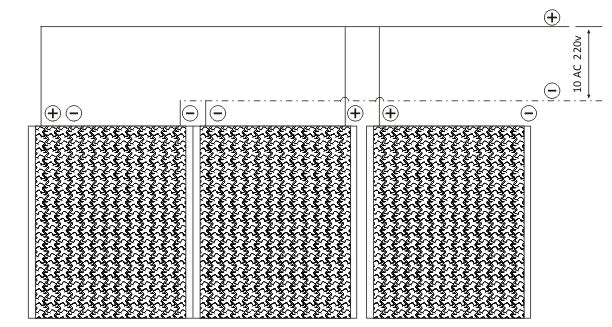 ⊕
10 AC 220v
⊖
⊕ ⊖ ⊖ ⊖ ⊕ ⊕ ⊖